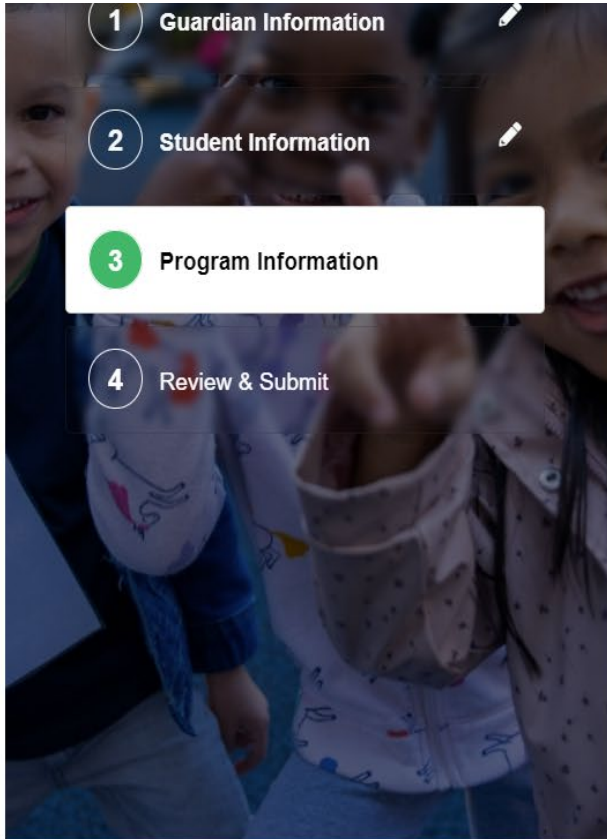 1 Guardian Information
2 Student Information
3 Program Information
4 Review & Submit